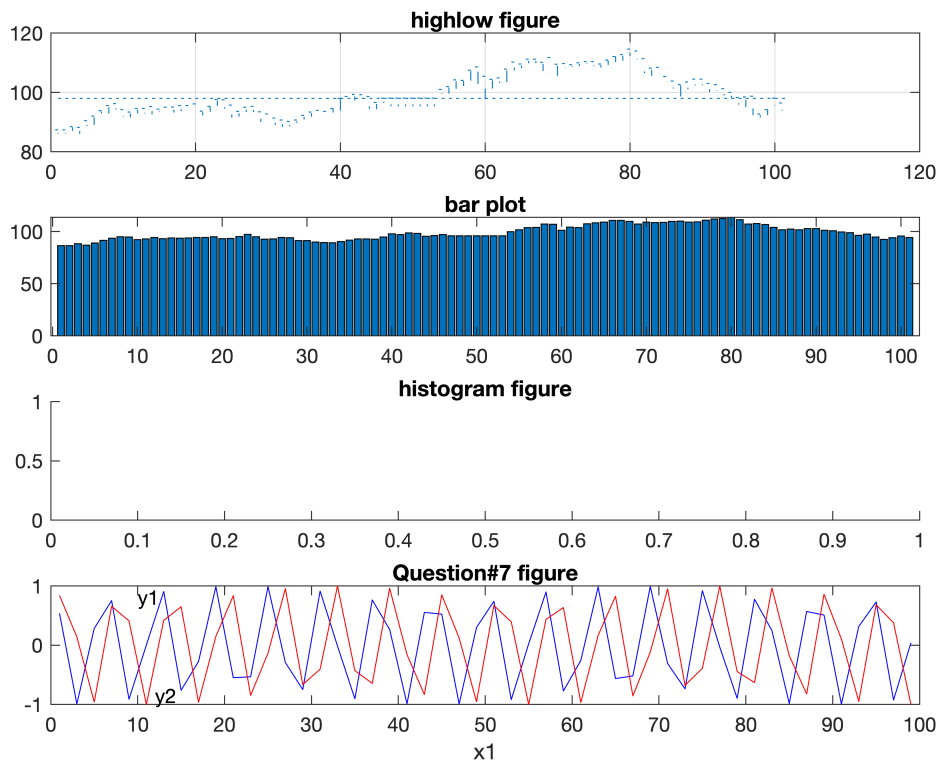 highlow figure
120
100
80
0 20 40 60 80 100 120
bar plot
100
50
0
0 10 20 30 40 50 60 70 80 90 100
histogram figure
1
0.5
0
0 0.1 0.2 0.3 0.4 0.5 0.6 0.7 0.8 0.9 1
Question#7 figure
1
y1
0
y2
-1
0 10 20 30 40 50 60 70 80 90 100
x1